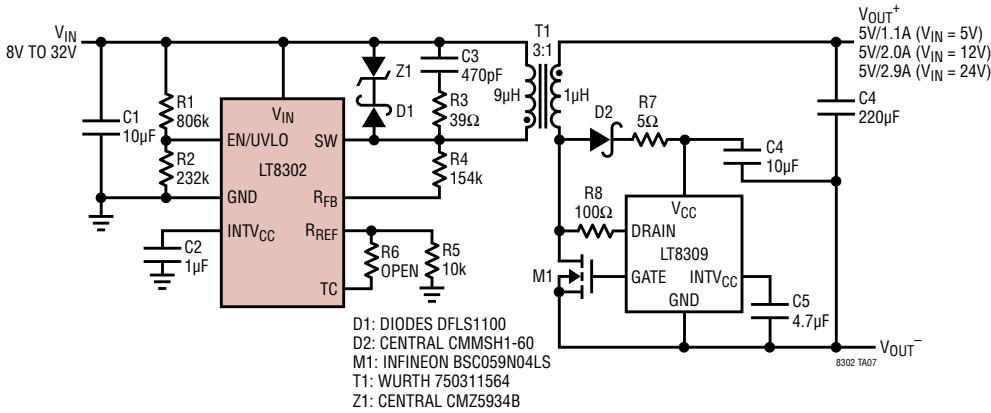 VIN
8V TO 32V
C1
10µF
R1
806k
R2
232k
VIN
EN/UVLO
SW
LT8302
GND
RFB
INTVCC
RREF
TC
C2
1µF
Z1
D1
C3
470pF
R3
39Ω
R4
154k
R6
OPEN
R5
10k
T1
3:1
9µH
1µH
D2
R7
5Ω
C4
10µF
VOUT+
5V/1.1A (VIN = 5V)
5V/2.0A (VIN = 12V)
5V/2.9A (VIN = 24V)
C4
220µF
R8
100Ω
VCC
DRAIN
LT8309
M1
GATE
INTVCC
GND
C5
4.7µF
VOUT−
8302 TA07
D1: DIODES DFLS1100
D2: CENTRAL CMMSH1-60
M1: INFINEON BSC059N04LS
T1: WURTH 750311564
Z1: CENTRAL CMZ5934B